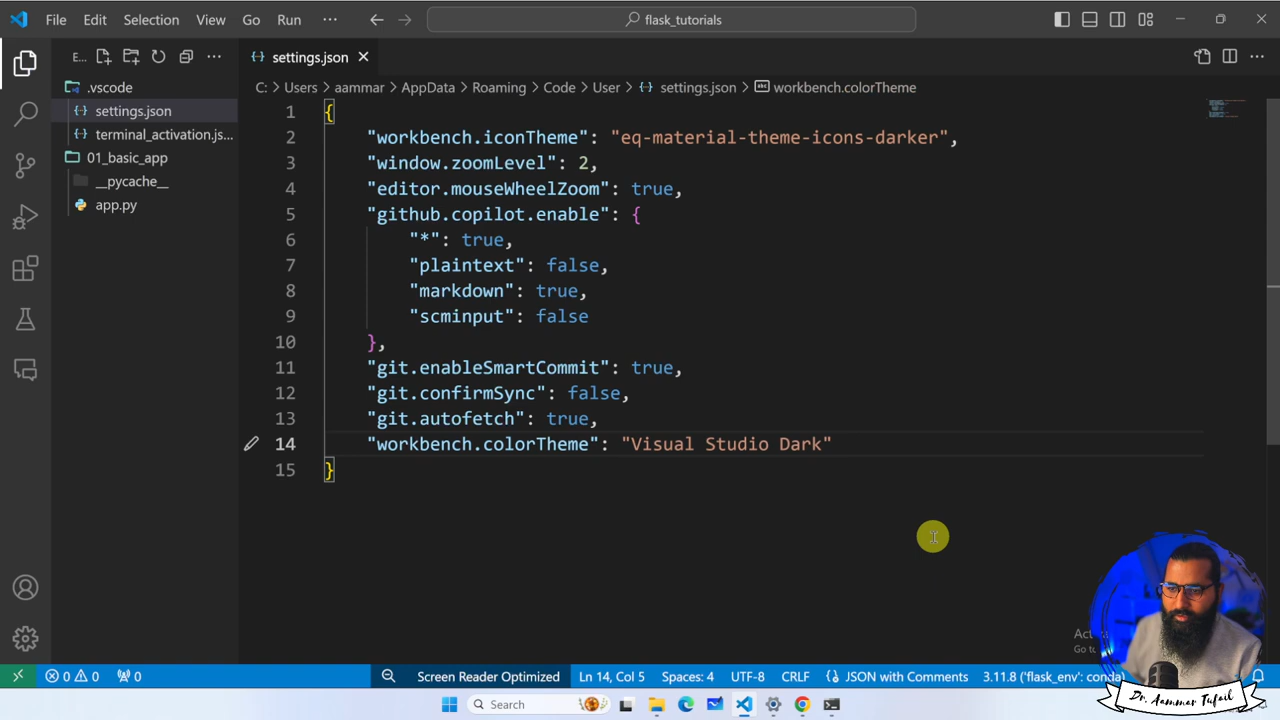 File Edit Selection View Go Run ··· flask_tutorials
E... settings.json
.vscode
settings.json
terminal_activation.js...
01_basic_app
__pycache__
app.py
C: > Users > aammar > AppData > Roaming > Code > User > settings.json > workbench.colorTheme
1 {
2 "workbench.iconTheme": "eq-material-theme-icons-darker",
3 "window.zoomLevel": 2,
4 "editor.mouseWheelZoom": true,
5 "github.copilot.enable": {
6 "*": true,
7 "plaintext": false,
8 "markdown": true,
9 "scminput": false
10 },
11 "git.enableSmartCommit": true,
12 "git.confirmSync": false,
13 "git.autofetch": true,
14 "workbench.colorTheme": "Visual Studio Dark"
15 }
0 0 0 Screen Reader Optimized Ln 14, Col 5 Spaces: 4 UTF-8 CRLF {} JSON with Comments 3.11.8 ('flask_env': conda)
Search
Dr. Aammar Tufail